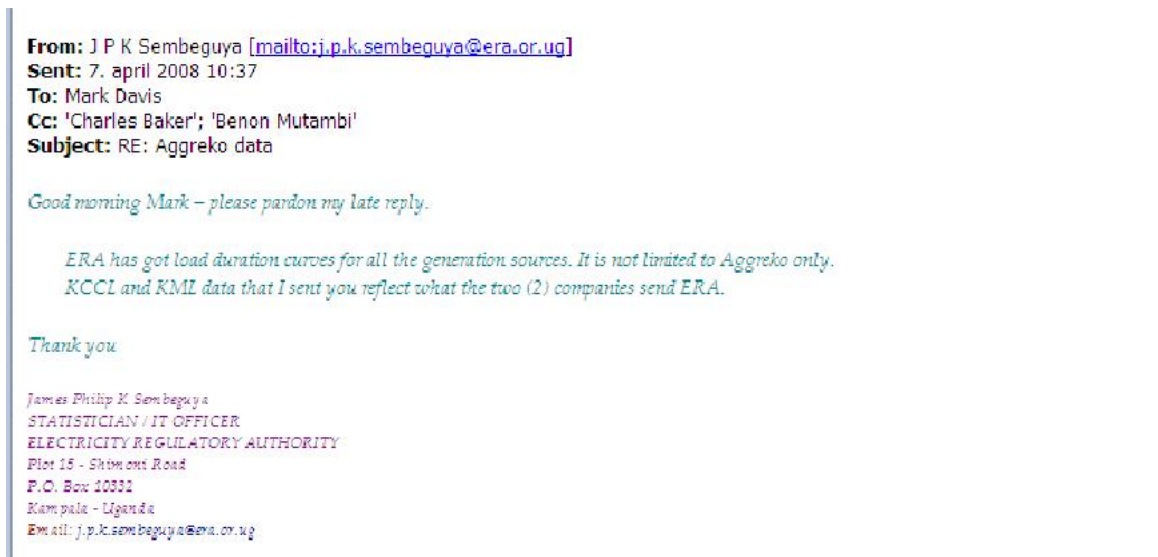 From: J P K Sembeguya [mailto:j.p.k.sembeguya@era.or.ug]
Sent: 7. april 2008 10:37
To: Mark Davis
Cc: 'Charles Baker'; 'Benon Mutambi'
Subject: RE: Aggreko data
Good morning Mark – please pardon my late reply.
ERA has got load duration curves for all the generation sources. It is not limited to Aggreko only.
KCCL and KML data that I sent you reflect what the two (2) companies send ERA.
Thank you
James Philip K Sembeguya
STATISTICIAN / IT OFFICER
ELECTRICITY REGULATORY AUTHORITY
Plot 15 - Shimoni Road
P.O. Box 10332
Kampala - Uganda
Email: j.p.k.sembeguya@era.or.ug